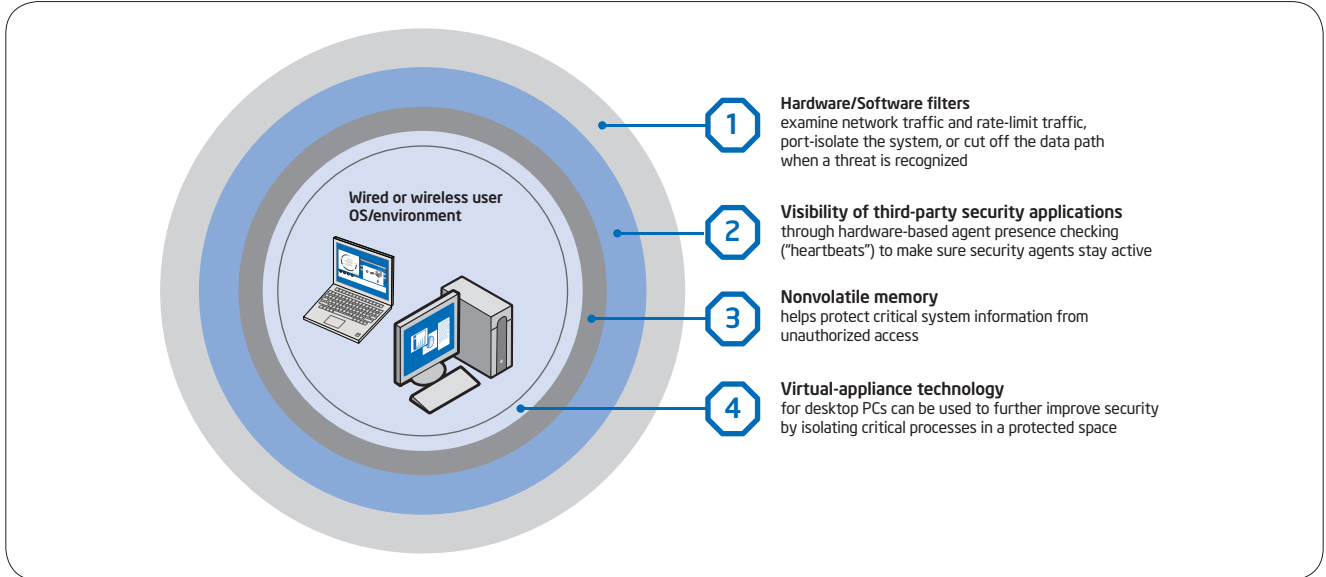 Wired or wireless user
OS/environment
1
Hardware/Software filters
examine network traffic and rate-limit traffic,
port-isolate the system, or cut off the data path
when a threat is recognized
2
Visibility of third-party security applications
through hardware-based agent presence checking
(“heartbeats”) to make sure security agents stay active
3
Nonvolatile memory
helps protect critical system information from
unauthorized access
4
Virtual-appliance technology
for desktop PCs can be used to further improve security
by isolating critical processes in a protected space